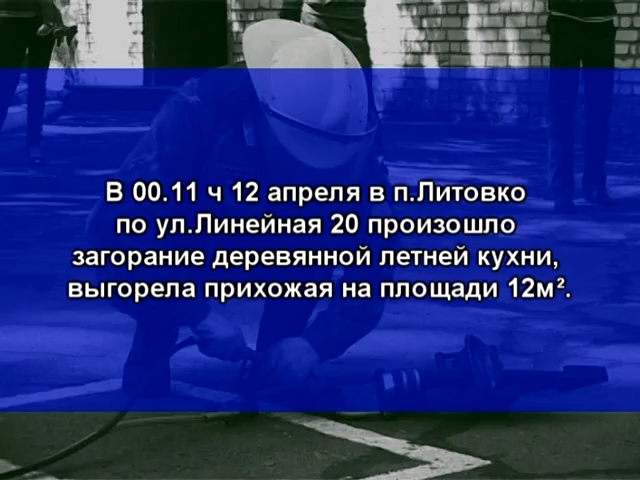 В 00.11 ч 12 апреля в п.Литовко
по ул.Линейная 20 произошло
загорание деревянной летней кухни,
выгорела прихожая на площади 12м².